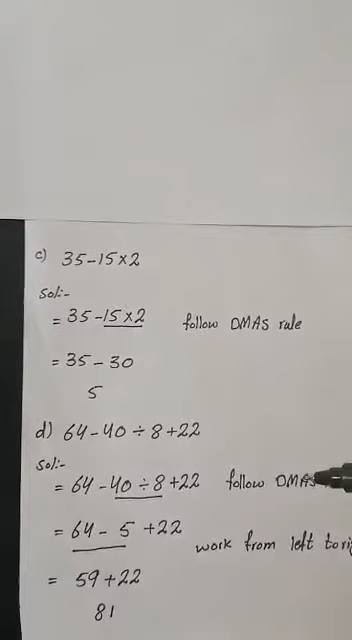 c) 35-15×2
Sol:-
= 35-15×2 follow DMAS rule
= 35-30
5
d) 64-40÷8+22
Sol:-
= 64-40÷8+22 follow DMAS
= 64-5+22
work from left to
= 59+22
81